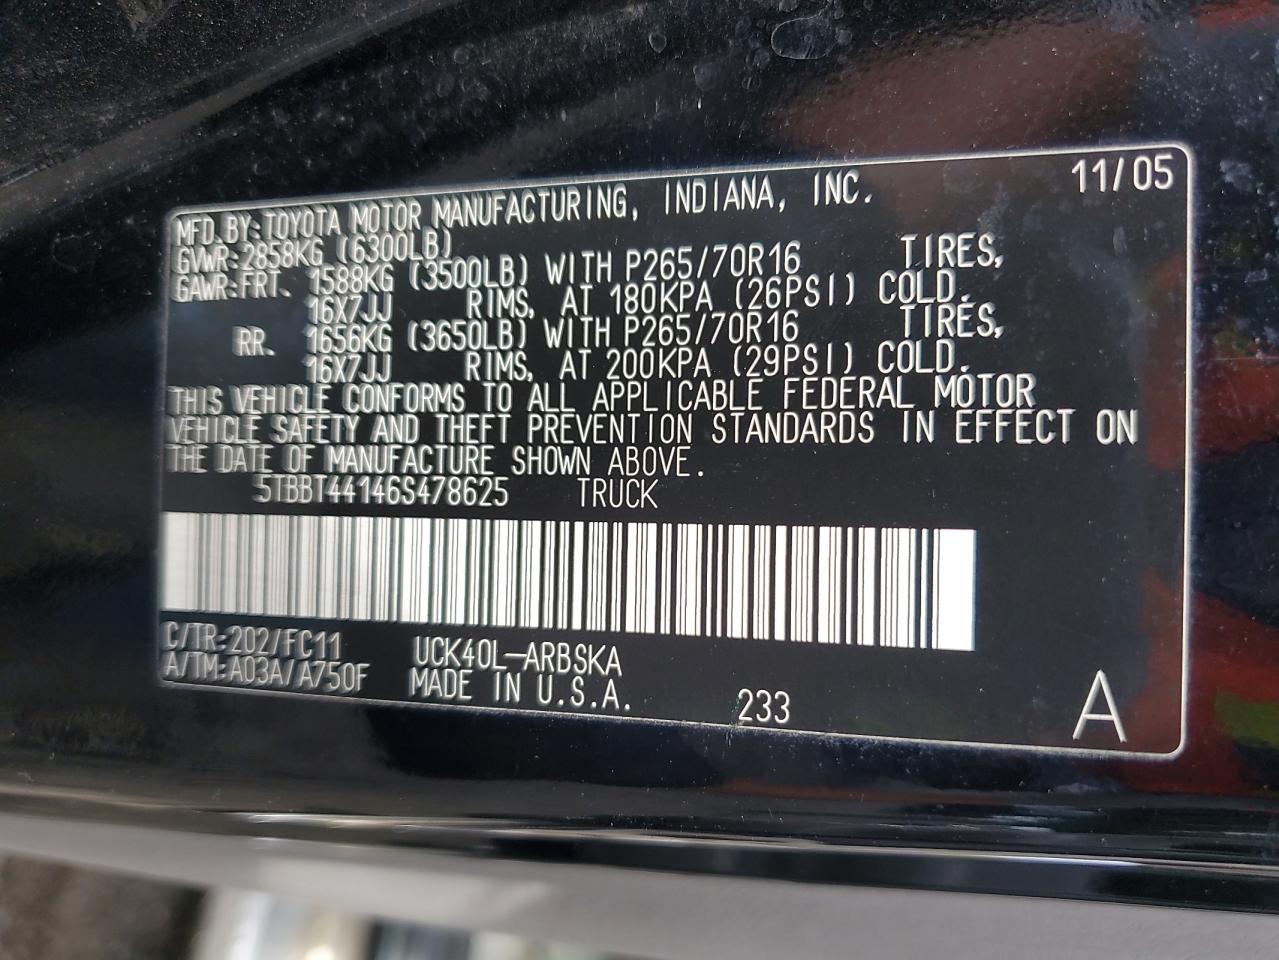 11/05
MFD.BY:TOYOTA MOTOR MANUFACTURING, INDIANA, INC.
GVWR:2858KG (6300LB)
GAWR:FRT. 1588KG (3500LB) WITH P265/70R16 TIRES,
16X7JJ RIMS, AT 180KPA (26PSI) COLD.
RR. 1656KG (3650LB) WITH P265/70R16 TIRES,
16X7JJ RIMS, AT 200KPA (29PSI) COLD.
THIS VEHICLE CONFORMS TO ALL APPLICABLE FEDERAL MOTOR
VEHICLE SAFETY AND THEFT PREVENTION STANDARDS IN EFFECT ON
THE DATE OF MANUFACTURE SHOWN ABOVE.
5TBBT44146S478625 TRUCK
C/TR:202/FC11 UCK40L-ARBSKA
A/TM:A03A/A750F MADE IN U.S.A. 233 A